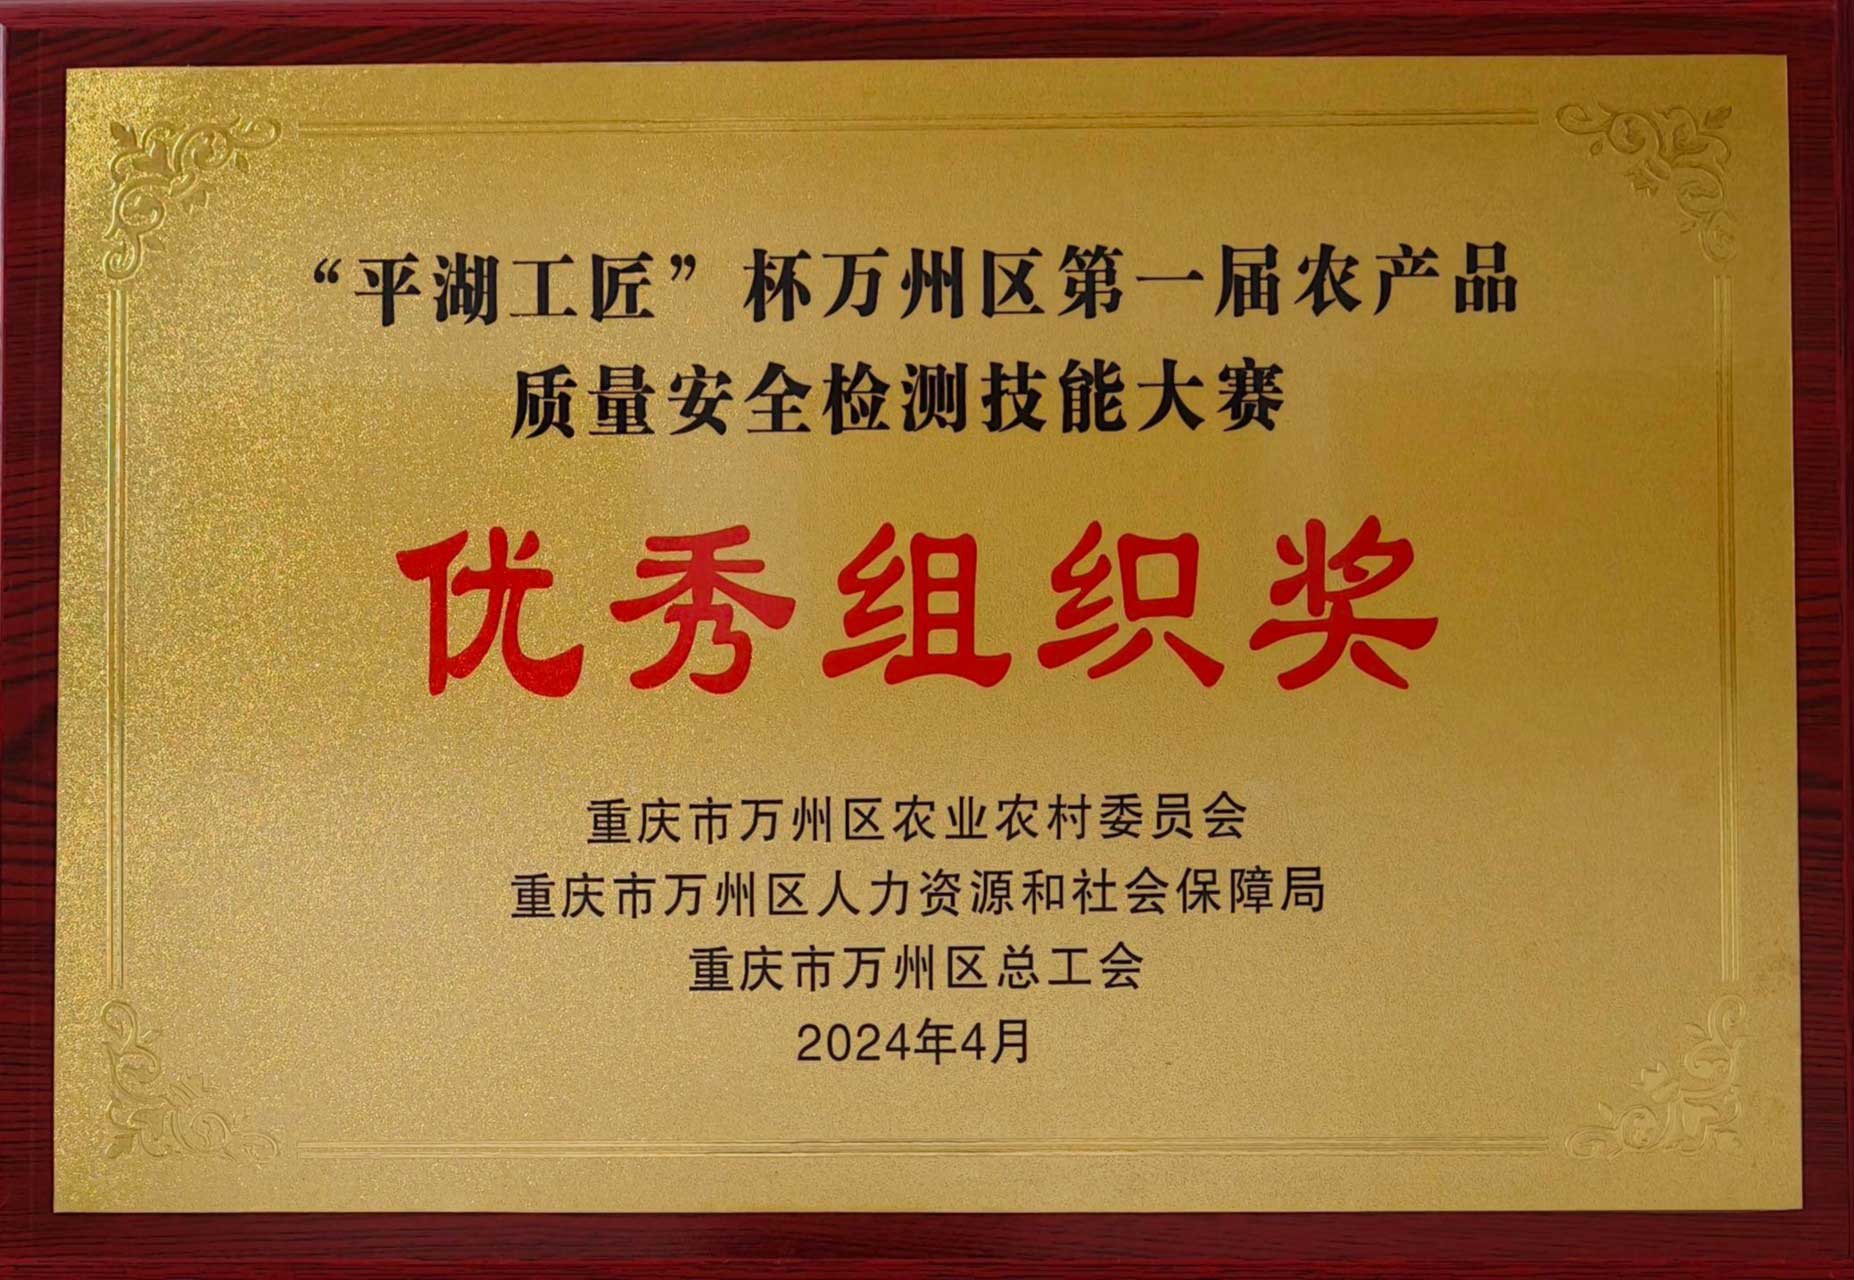 “平湖工匠”杯万州区第一届农产品
质量安全检测技能大赛
优秀组织奖
重庆市万州区农业农村委员会
重庆市万州区人力资源和社会保障局
重庆市万州区总工会
2024年4月